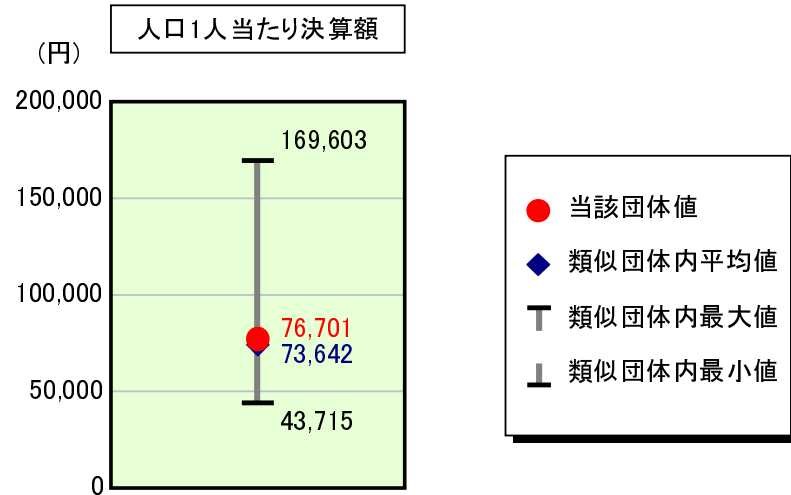 人口1人当たり決算額
(円)
200,000
169,603
150,000
100,000
76,701
73,642
50,000
43,715
0
当該団体値
類似団体内平均値
類似団体内最大値
類似団体内最小値